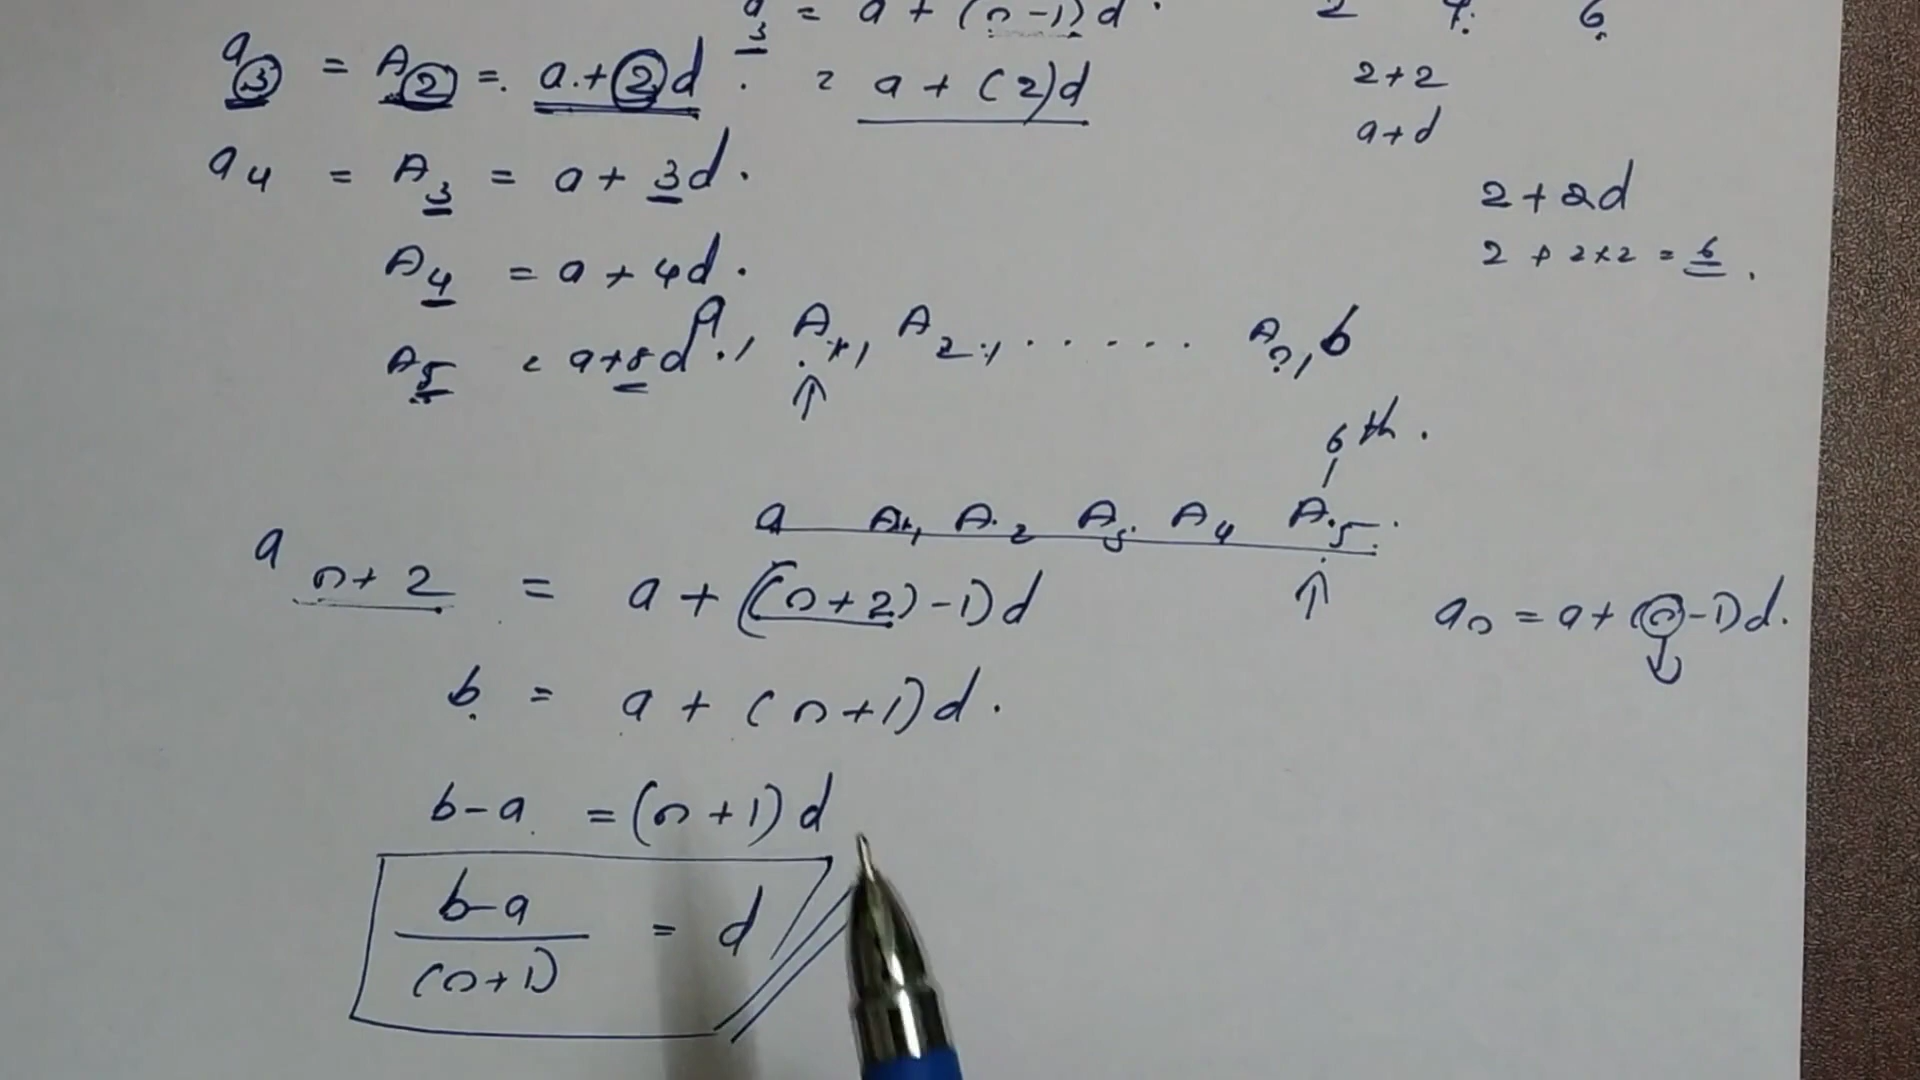 a3 = a + (n-1)d.
2 4. 6.
a3 = A2 = a + 2d. = a + (2)d
2+2
a+d
a4 = A3 = a + 3d.
2+2d
2 + 2×2 = 6.
A4 = a + 4d.
a, A1, A2, ...... An, b
A5 = a+5d
6th.
a A1, A2 A3 A4 A5.
an+2 = a + ((n+2)-1)d
an = a + (n-1)d.
b = a + (n+1)d.
b-a = (n+1)d
b-a
(n+1) = d